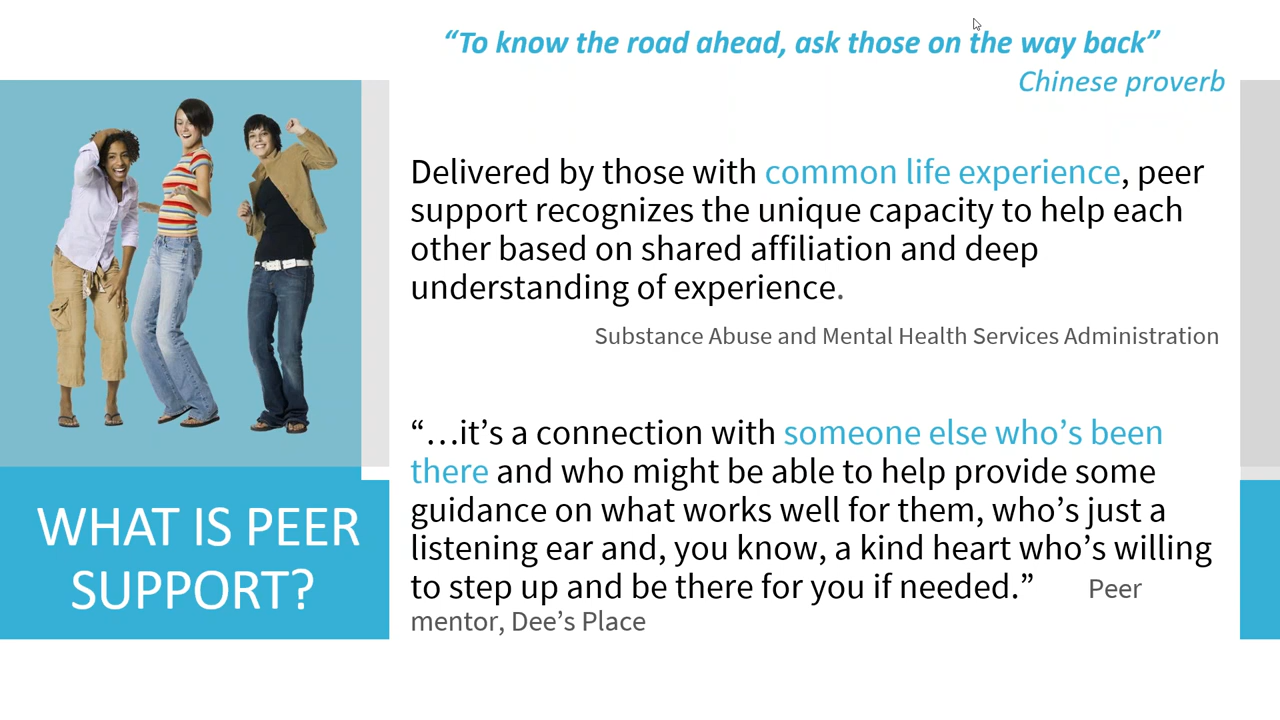 “To know the road ahead, ask those on the way back”
Chinese proverb
Delivered by those with common life experience, peer
support recognizes the unique capacity to help each
other based on shared affiliation and deep
understanding of experience.
Substance Abuse and Mental Health Services Administration
“…it’s a connection with someone else who’s been
there and who might be able to help provide some
guidance on what works well for them, who’s just a
listening ear and, you know, a kind heart who’s willing
to step up and be there for you if needed.” Peer
mentor, Dee’s Place
WHAT IS PEER
SUPPORT?